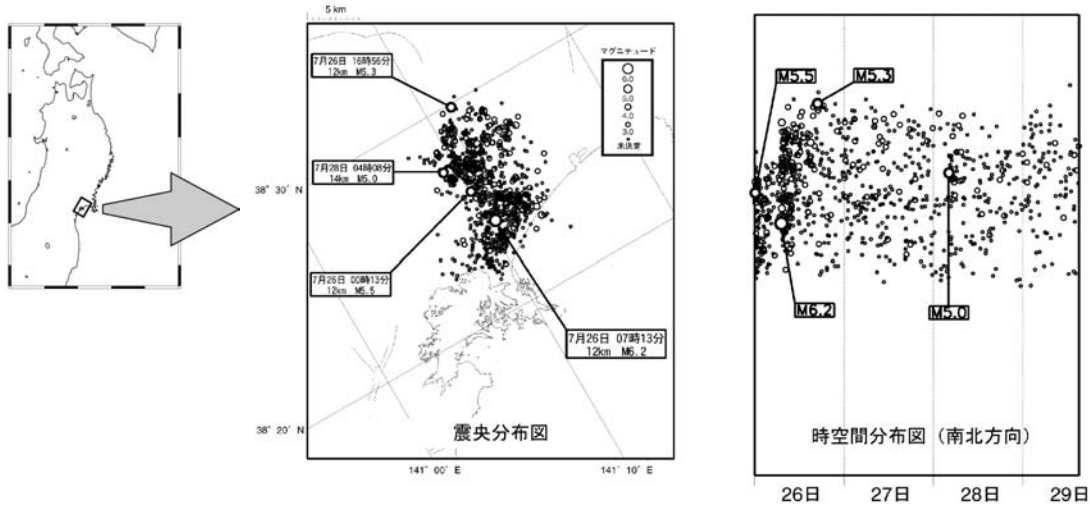 5 km
7月26日 16時56分
12km M5.3
7月28日 04時08分
14km M5.0
7月26日 00時13分
12km M5.5
7月26日 07時13分
12km M6.2
マグニチュード
6.0
5.0
4.0
3.0
未決定
38° 30′ N
38° 20′ N
141° 00′ E
141° 10′ E
震央分布図
M5.5
M5.3
M6.2
M5.0
時空間分布図（南北方向）
26日
27日
28日
29日